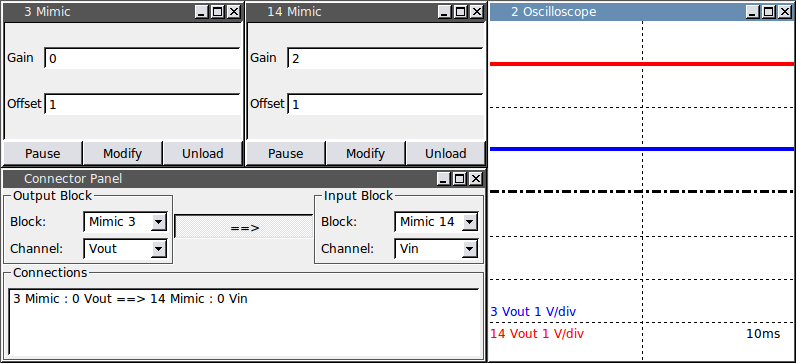 3 Mimic
Gain 0
Offset 1
Pause Modify Unload
14 Mimic
Gain 2
Offset 1
Pause Modify Unload
Connector Panel
Output Block
Block: Mimic 3
Channel: Vout
==>
Input Block
Block: Mimic 14
Channel: Vin
Connections
3 Mimic : 0 Vout ==> 14 Mimic : 0 Vin
2 Oscilloscope
3 Vout 1 V/div
14 Vout 1 V/div 10ms